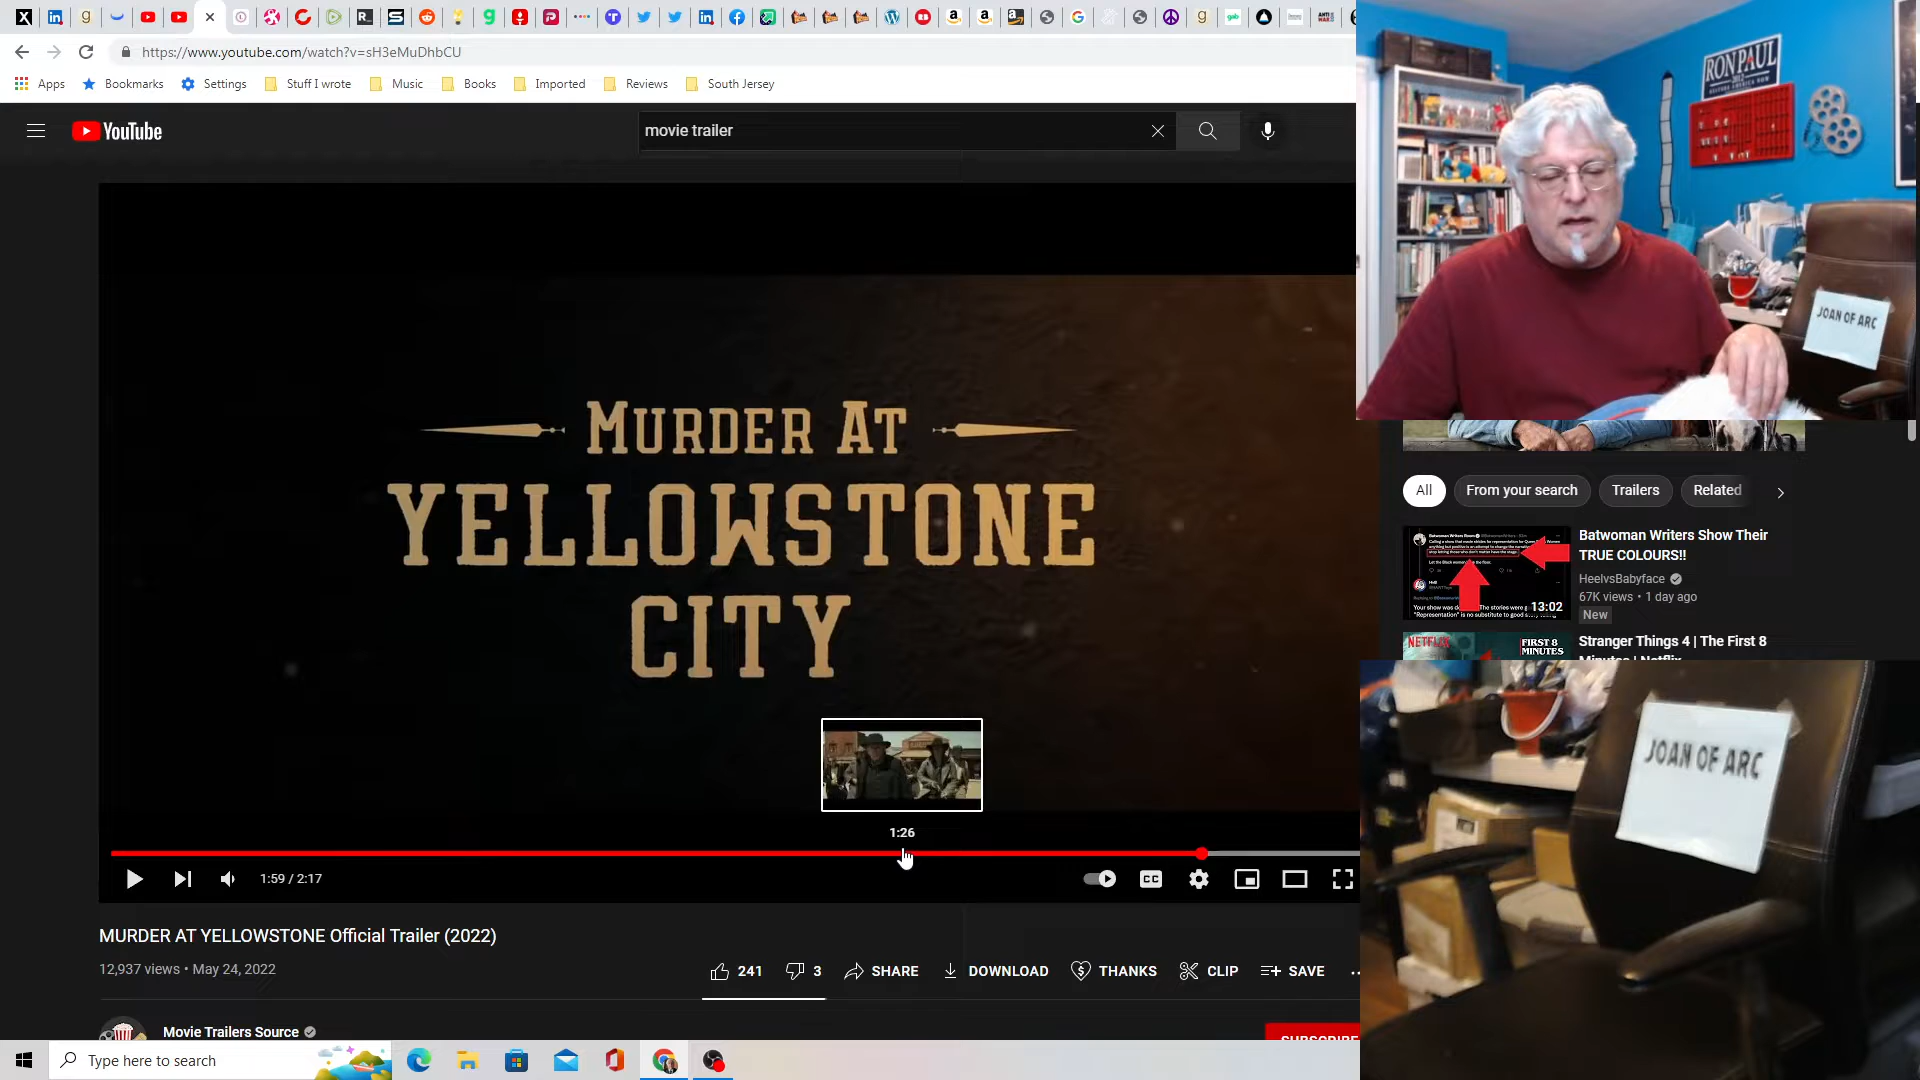 https://www.youtube.com/watch?v=sH3eMuDhbCU
Apps
Bookmarks
Settings
Stuff I wrote
Music
Books
Imported
Reviews
South Jersey
YouTube
movie trailer
RON PAUL
JOAN OF ARC
MURDER AT
YELLOWSTONE
CITY
1:26
1:59 / 2:17
CC
MURDER AT YELLOWSTONE Official Trailer (2022)
12,937 views • May 24, 2022
241
3
SHARE
DOWNLOAD
THANKS
CLIP
SAVE
Movie Trailers Source
SUBSCRIBE
All
From your search
Trailers
Related
Batwoman Writers Show Their
TRUE COLOURS!!
HeelvsBabyface
67K views • 1 day ago
New
13:02
NETFLIX
FIRST 8
MINUTES
Stranger Things 4 | The First 8
Minutes | Netflix
JOAN OF ARC
Type here to search